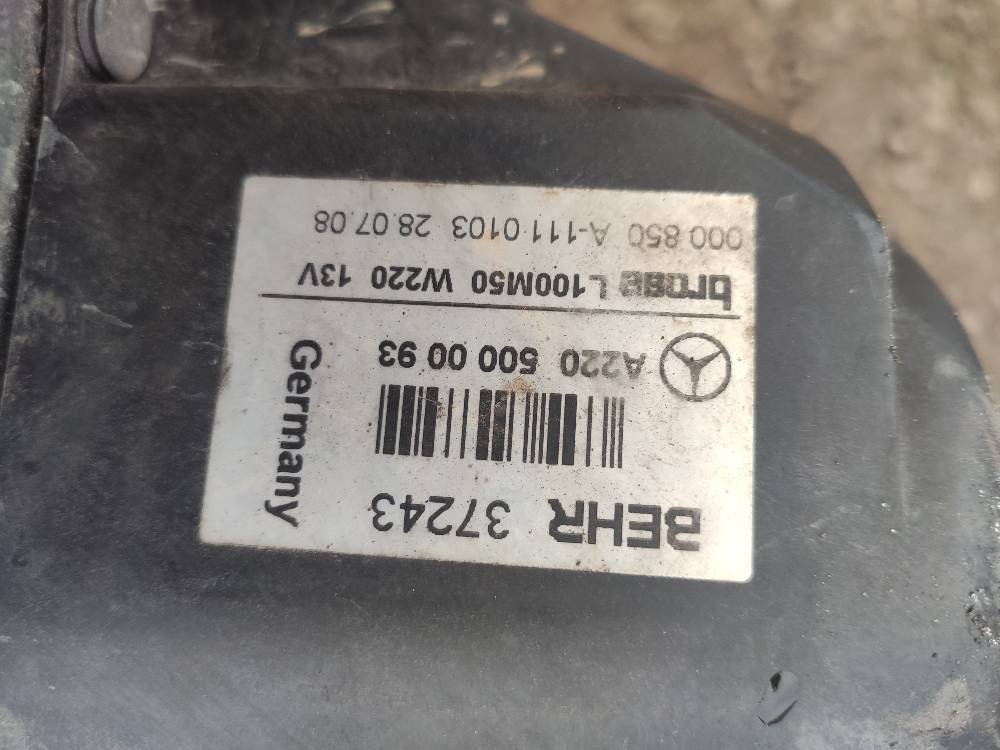 BEHR 37243
A220 500 00 93
Germany
brose L100M50 W220 13V
000 850 A-111 0103 28.07.08